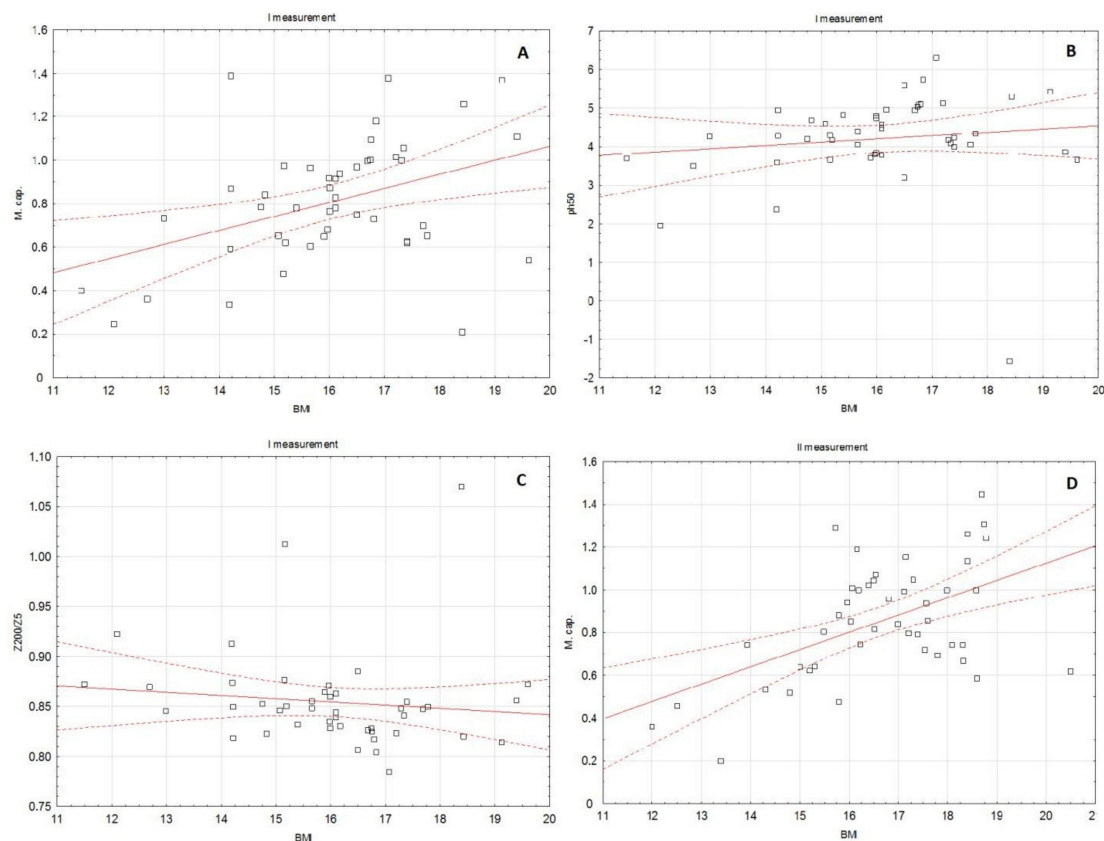 I measurement
A
M. cap.
1.6
1.4
1.2
1.0
0.8
0.6
0.4
0.2
0
11 12 13 14 15 16 17 18 19 20
BMI
I measurement
B
ph50
7
6
5
4
3
2
1
0
-1
-2
11 12 13 14 15 16 17 18 19 20
BMI
I measurement
C
Z200/Z5
1.10
1.05
1.00
0.95
0.90
0.85
0.80
0.75
11 12 13 14 15 16 17 18 19 20
BMI
II measurement
D
M. cap.
1.6
1.4
1.2
1.0
0.8
0.6
0.4
0.2
0
11 12 13 14 15 16 17 18 19 20 21
BMI